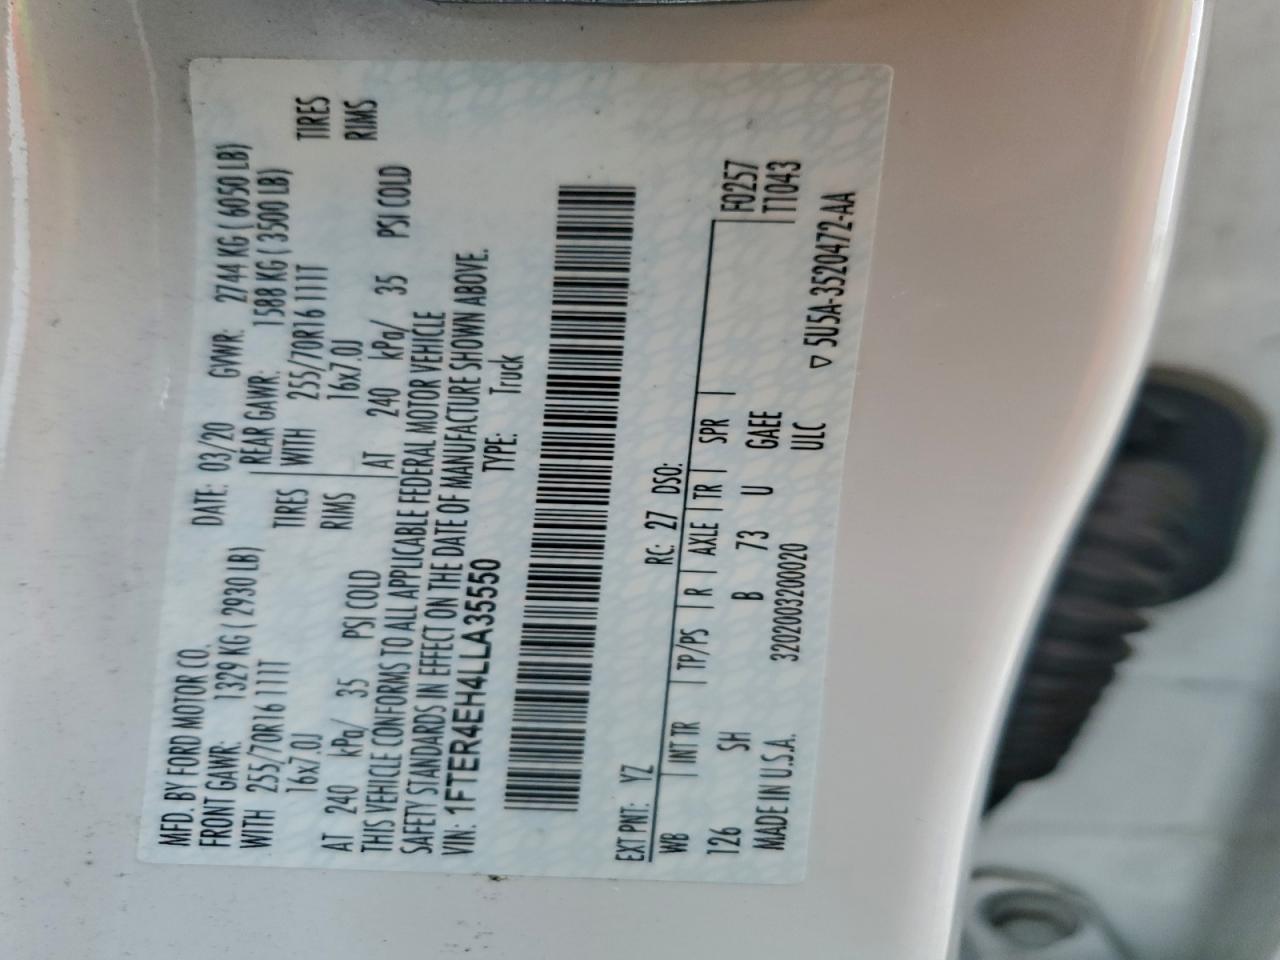 MFD. BY FORD MOTOR CO.
DATE: 03/20 GVWR: 2744 KG ( 6050 LB)
FRONT GAWR: 1329 KG ( 2930 LB) REAR GAWR: 1588 KG ( 3500 LB)
WITH 255/70R16 111T TIRES WITH 255/70R16 111T TIRES
16x7.0J RIMS 16x7.0J RIMS
AT 240 kPa/ 35 PSI COLD AT 240 kPa/ 35 PSI COLD
THIS VEHICLE CONFORMS TO ALL APPLICABLE FEDERAL MOTOR VEHICLE
SAFETY STANDARDS IN EFFECT ON THE DATE OF MANUFACTURE SHOWN ABOVE.
VIN: 1FTER4EH4LLA35550 TYPE: Truck
EXT PNT: YZ RC: 27 DSO: F0257
WB INT TR TP/PS R AXLE TR SPR T1043
126 SH B 73 U GAEE
MADE IN U.S.A. 3202003200020 ULC ▽ 5U5A-3520472-AA